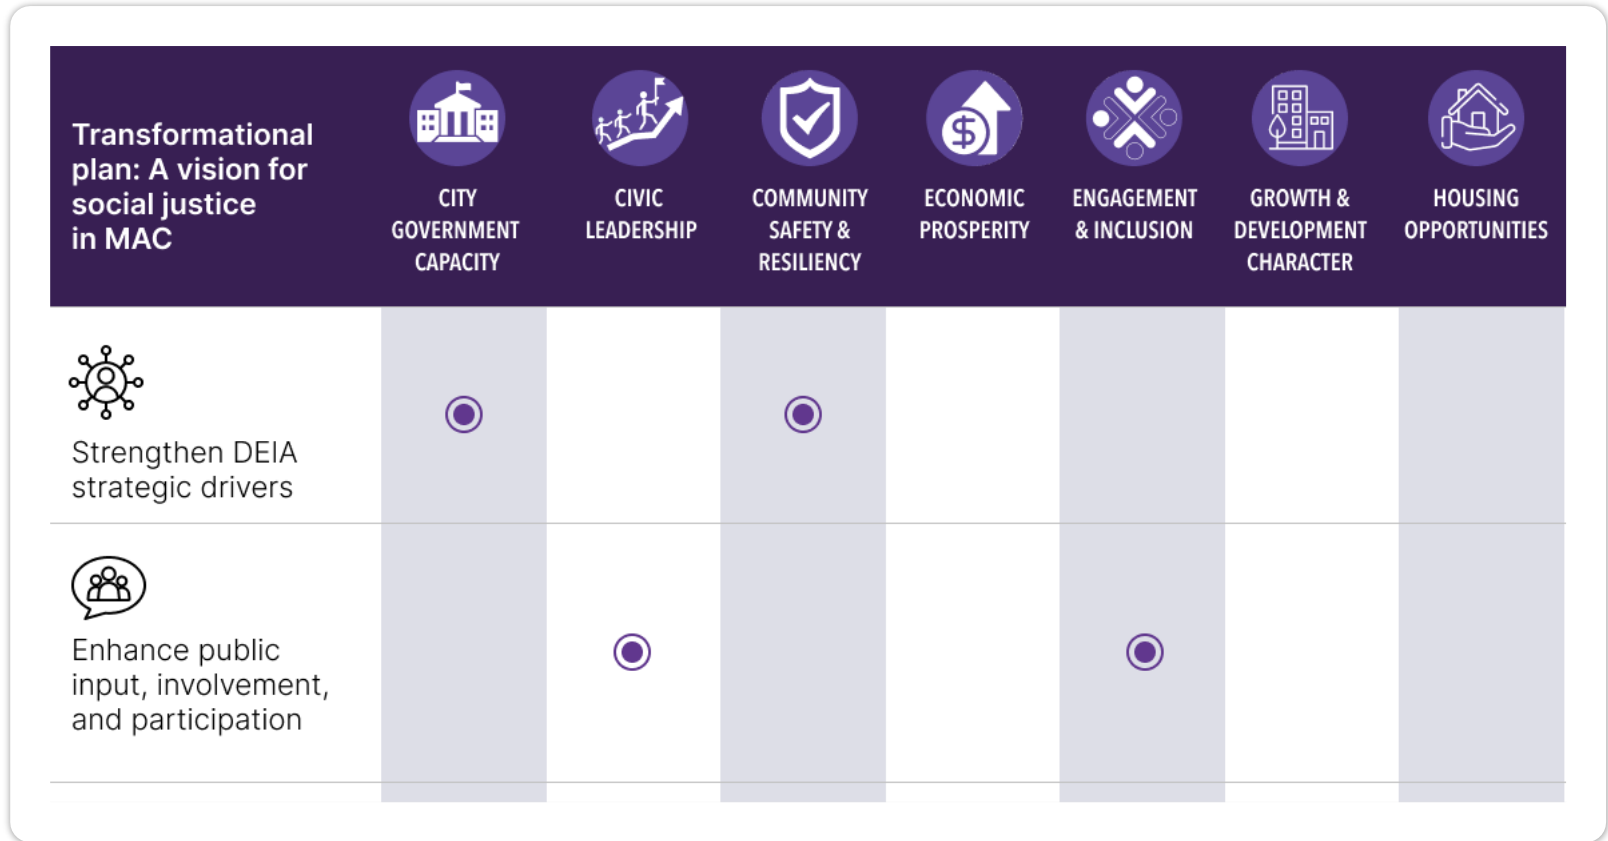 Transformational
plan: A vision for
social justice
in MAC
CITY
GOVERNMENT
CAPACITY
CIVIC
LEADERSHIP
COMMUNITY
SAFETY &
RESILIENCY
ECONOMIC
PROSPERITY
ENGAGEMENT
& INCLUSION
GROWTH &
DEVELOPMENT
CHARACTER
HOUSING
OPPORTUNITIES
Strengthen DEIA
strategic drivers
Enhance public
input, involvement,
and participation